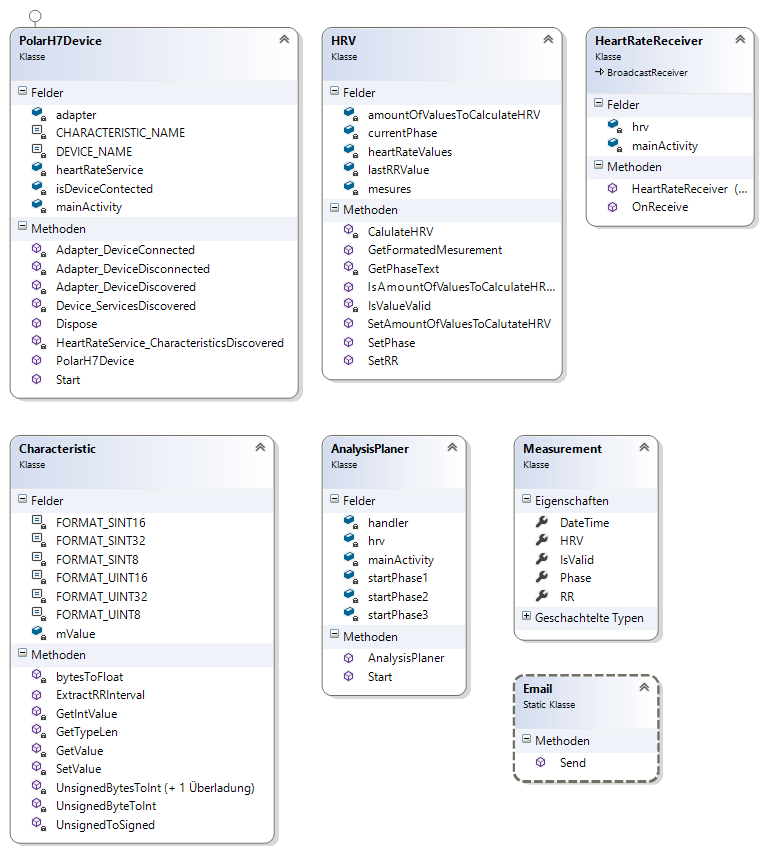 PolarH7Device
Klasse
Felder
adapter
CHARACTERISTIC_NAME
DEVICE_NAME
heartRateService
isDeviceContected
mainActivity
Methoden
Adapter_DeviceConnected
Adapter_DeviceDisconnected
Adapter_DeviceDiscovered
Device_ServicesDiscovered
Dispose
HeartRateService_CharacteristicsDiscovered
PolarH7Device
Start
HRV
Klasse
Felder
amountOfValuesToCalculateHRV
currentPhase
heartRateValues
lastRRValue
mesures
Methoden
CalulateHRV
GetFormatedMesurement
GetPhaseText
IsAmountOfValuesToCalculateHR...
IsValueValid
SetAmountOfValuesToCalutateHRV
SetPhase
SetRR
HeartRateReceiver
Klasse
BroadcastReceiver
Felder
hrv
mainActivity
Methoden
HeartRateReceiver (...
OnReceive
Characteristic
Klasse
Felder
FORMAT_SINT16
FORMAT_SINT32
FORMAT_SINT8
FORMAT_UINT16
FORMAT_UINT32
FORMAT_UINT8
mValue
Methoden
bytesToFloat
ExtractRRInterval
GetIntValue
GetTypeLen
GetValue
SetValue
UnsignedBytesToInt (+ 1 Überladung)
UnsignedByteToInt
UnsignedToSigned
AnalysisPlaner
Klasse
Felder
handler
hrv
mainActivity
startPhase1
startPhase2
startPhase3
Methoden
AnalysisPlaner
Start
Measurement
Klasse
Eigenschaften
DateTime
HRV
IsValid
Phase
RR
Geschachtelte Typen
Email
Static Klasse
Methoden
Send